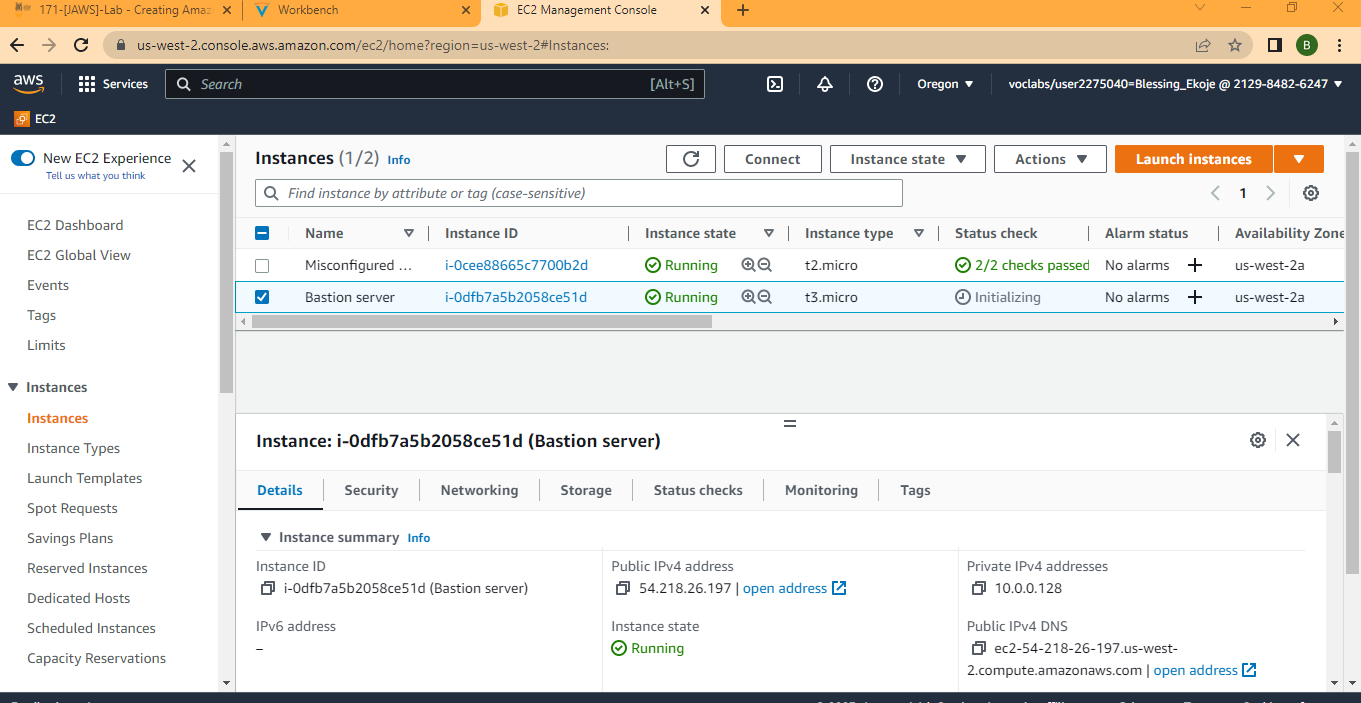 171-[JAWS]-Lab - Creating Amaz
Workbench
EC2 Management Console
us-west-2.console.aws.amazon.com/ec2/home?region=us-west-2#Instances:
B
aws
Services
Search
[Alt+S]
Oregon
voclabs/user2275040=Blessing_Ekoje @ 2129-8482-6247
EC2
New EC2 Experience
Tell us what you think
EC2 Dashboard
EC2 Global View
Events
Tags
Limits
Instances
Instances
Instance Types
Launch Templates
Spot Requests
Savings Plans
Reserved Instances
Dedicated Hosts
Scheduled Instances
Capacity Reservations
Instances (1/2) Info
Connect
Instance state
Actions
Launch instances
Find instance by attribute or tag (case-sensitive)
1
Name Instance ID Instance state Instance type Status check Alarm status Availability Zone
Misconfigured ... i-0cee88665c7700b2d Running t2.micro 2/2 checks passed No alarms + us-west-2a
Bastion server i-0dfb7a5b2058ce51d Running t3.micro Initializing No alarms + us-west-2a
Instance: i-0dfb7a5b2058ce51d (Bastion server)
Details Security Networking Storage Status checks Monitoring Tags
Instance summary Info
Instance ID
i-0dfb7a5b2058ce51d (Bastion server)
Public IPv4 address
54.218.26.197 | open address
Private IPv4 addresses
10.0.0.128
IPv6 address
–
Instance state
Running
Public IPv4 DNS
ec2-54-218-26-197.us-west-
2.compute.amazonaws.com | open address